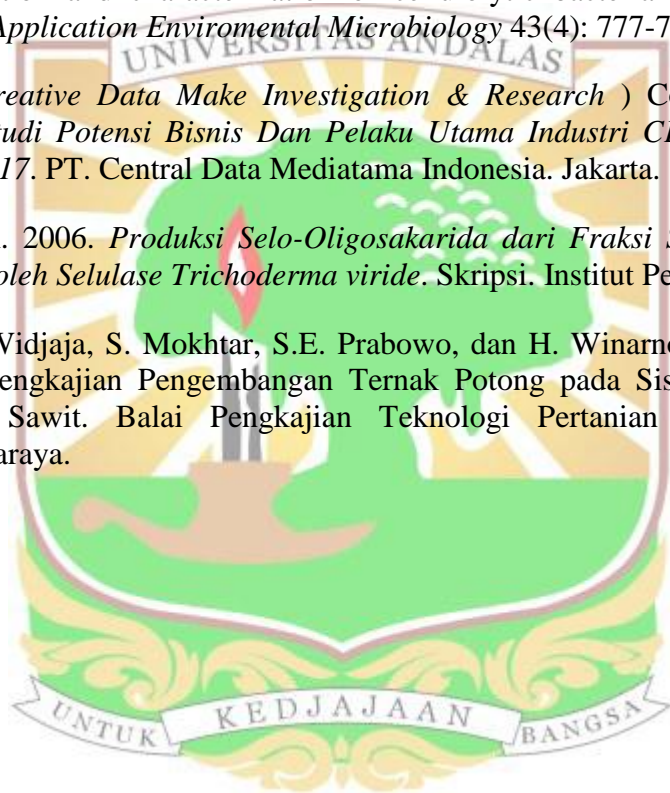 Application Enviromental Microbiology 43(4): 777-7
UNIVERSITAS ANDALAS
reative Data Make Investigation & Research ) C
tudi Potensi Bisnis Dan Pelaku Utama Industri
17. PT. Central Data Mediatama Indonesia. Jakarta.
. 2006. Produksi Selo-Oligosakarida dari Fraksi
oleh Selulase Trichoderma viride. Skripsi. Institut Pe
Widjaja, S. Mokhtar, S.E. Prabowo, dan H. Winarno
engkajian Pengembangan Ternak Potong pada Sis
Sawit. Balai Pengkajian Teknologi Pertanian
araya.
UNTUK KEDJAJAAN BANGSA